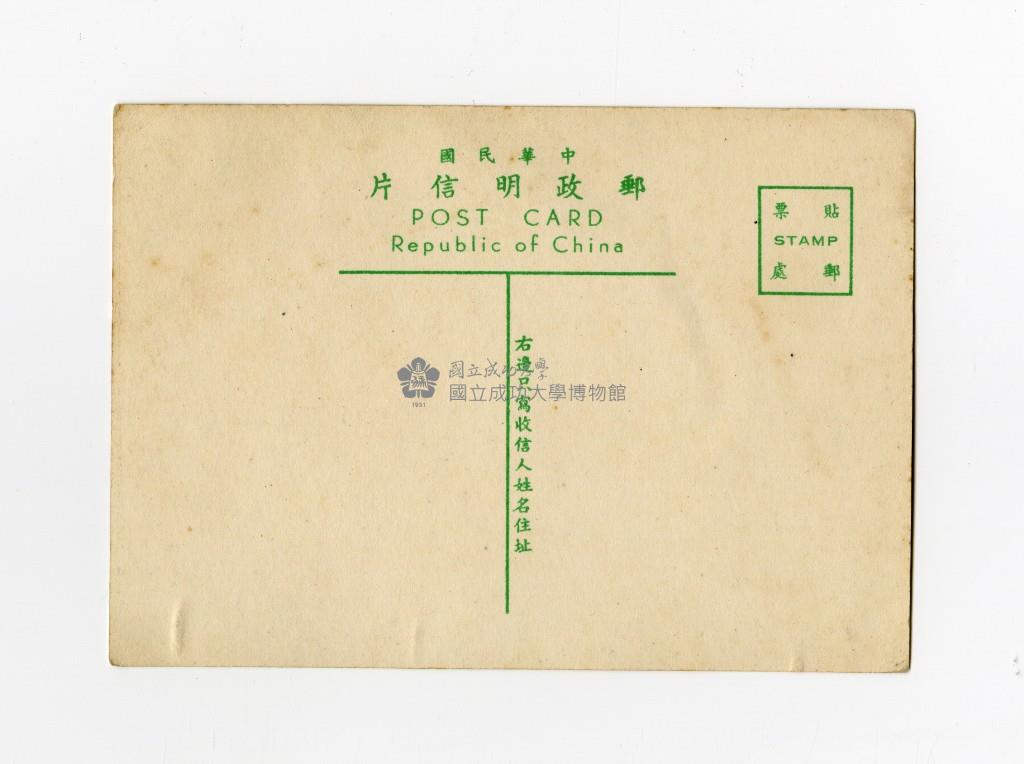 中華民國
郵政明信片
POST CARD
Republic of China
貼票
STAMP
郵處
右邊只寫收信人姓名住址
國立成功大學
國立成功大學博物館
1931